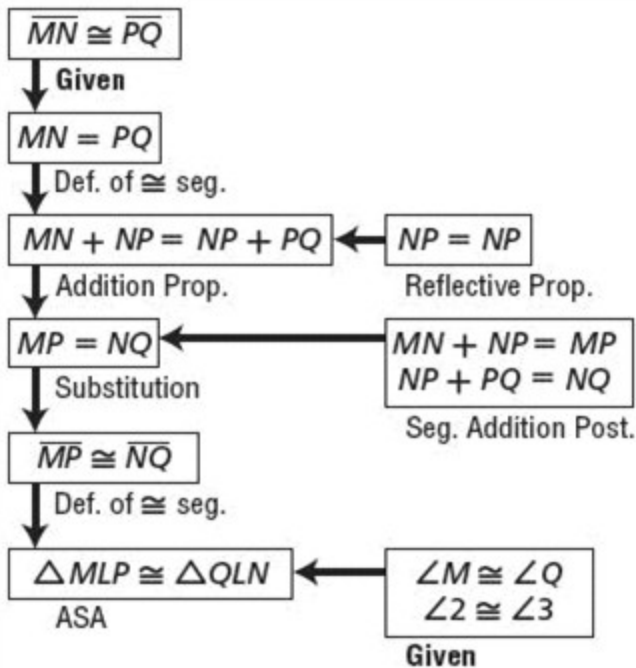 MN ≅ PQ
Given
MN = PQ
Def. of ≅ seg.
MN + NP = NP + PQ
NP = NP
Addition Prop.
Reflective Prop.
MP = NQ
MN + NP = MP
NP + PQ = NQ
Substitution
Seg. Addition Post.
MP ≅ NQ
Def. of ≅ seg.
△MLP ≅ △QLN
∠M ≅ ∠Q
∠2 ≅ ∠3
ASA
Given